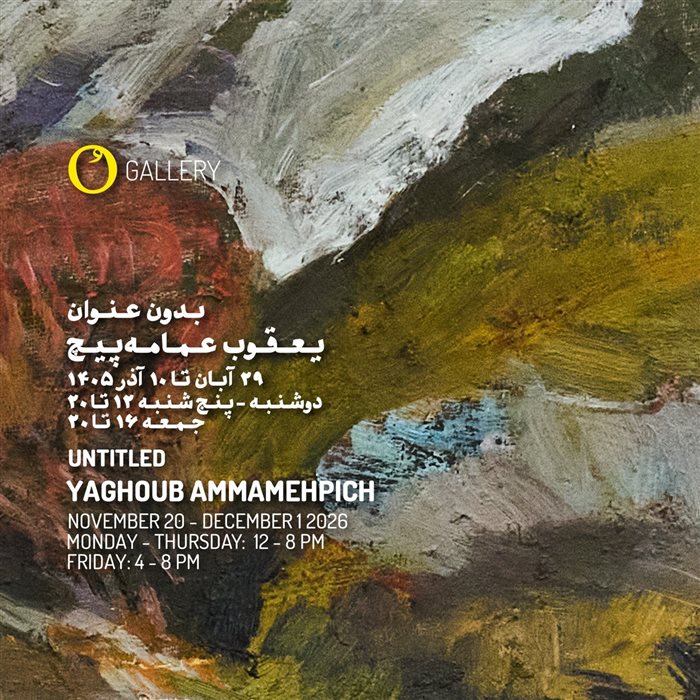 O GALLERY
بدون عنوان
یعقوب عمامه‌پیچ
۲۹ آبان تا ۱۰ آذر ۱۴۰۵
دوشنبه - پنج شنبه ۱۲ تا ۲۰
جمعه ۱۶ تا ۲۰
UNTITLED
YAGHOUB AMMAMEHPICH
NOVEMBER 20 - DECEMBER 1 2026
MONDAY - THURSDAY: 12 - 8 PM
FRIDAY: 4 - 8 PM